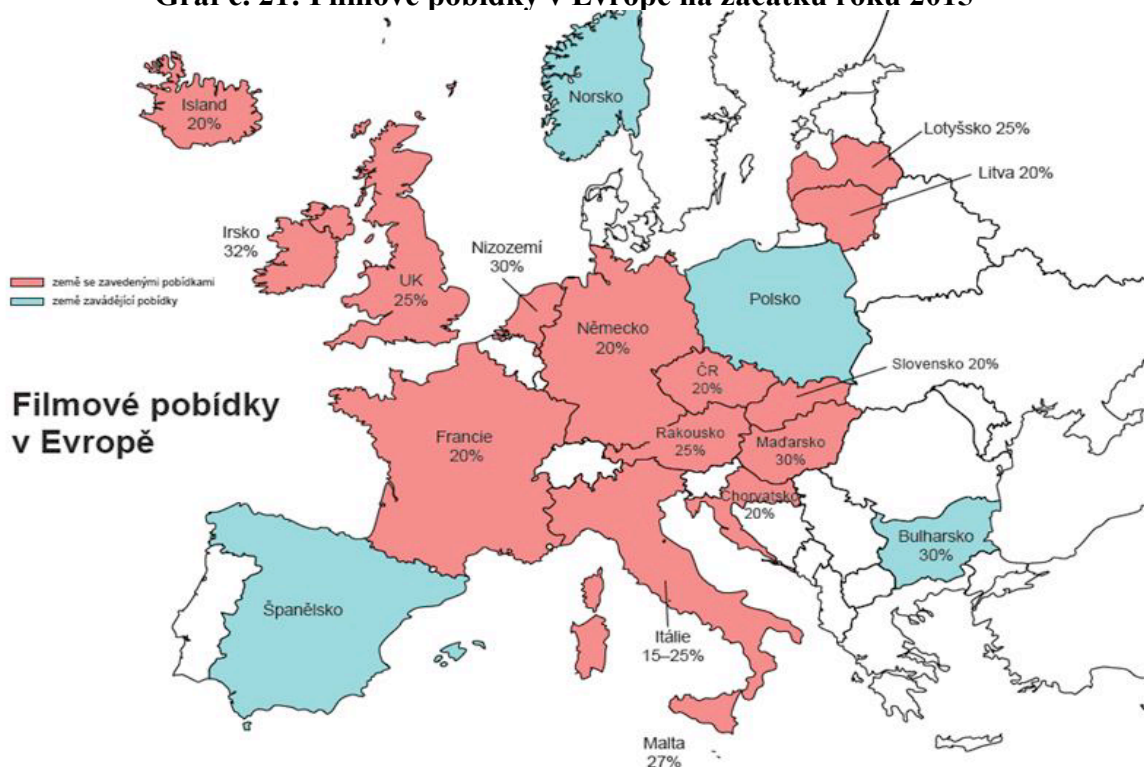 Graf č. 21: Filmové pobídky v Evropě na začátku roku 2015
Island
20%
Norsko
Lotyšsko 25%
Litva 20%
Irsko
32%
Nizozemí
30%
UK
25%
země se zavedenými pobídkami
země zavádějící pobídky
Polsko
Německo
20%
Slovensko 20%
ČR
20%
Filmové pobídky
v Evropě
Francie
20%
Rakousko
25%
Maďarsko
30%
Chorvatsko
20%
Bulharsko
30%
Španělsko
Itálie
15–25%
Malta
27%